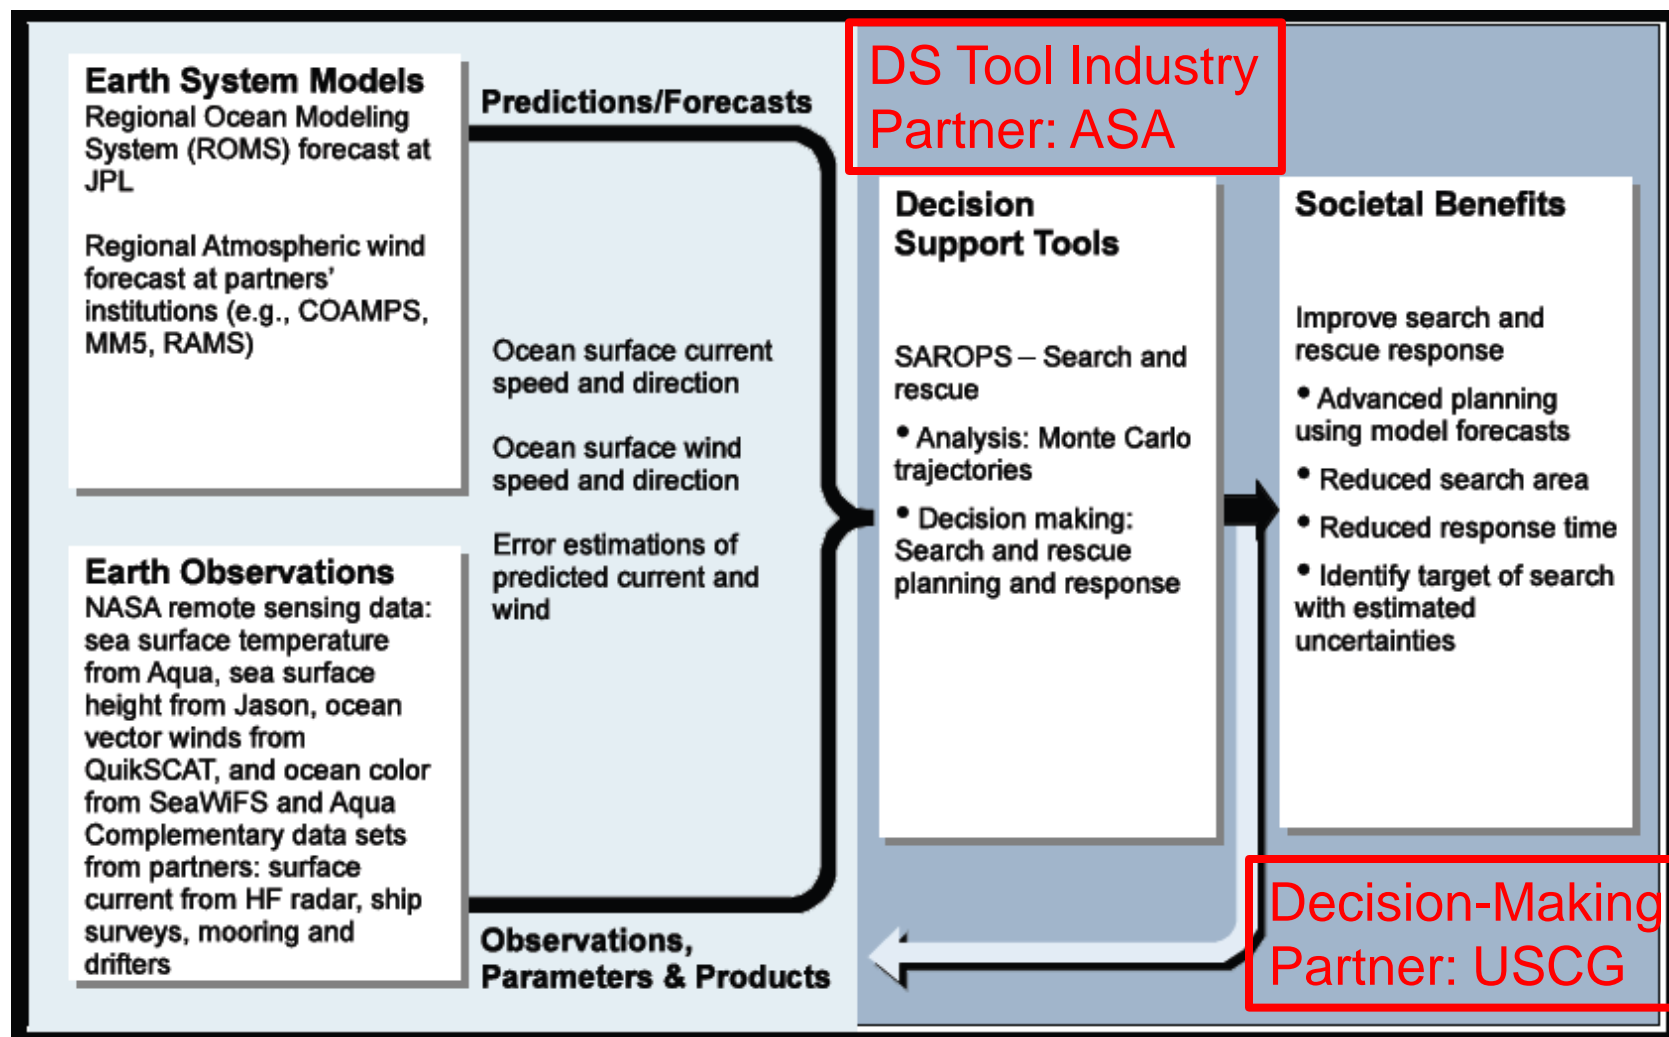 Earth System Models
Regional Ocean Modeling
System (ROMS) forecast at
JPL
Regional Atmospheric wind
forecast at partners'
institutions (e.g., COAMPS,
MM5, RAMS)
Earth Observations
NASA remote sensing data:
sea surface temperature
from Aqua, sea surface
height from Jason, ocean
vector winds from
QuikSCAT, and ocean color
from SeaWiFS and Aqua
Complementary data sets
from partners: surface
current from HF radar, ship
surveys, mooring and
drifters
Predictions/Forecasts
Ocean surface current
speed and direction
Ocean surface wind
speed and direction
Error estimations of
predicted current and
wind
Observations,
Parameters & Products
DS Tool Industry
Partner: ASA
Decision
Support Tools
SAROPS – Search and
rescue
• Analysis: Monte Carlo
trajectories
• Decision making:
Search and rescue
planning and response
Societal Benefits
Improve search and
rescue response
• Advanced planning
using model forecasts
• Reduced search area
• Reduced response time
• Identify target of search
with estimated
uncertainties
Decision-Making
Partner: USCG